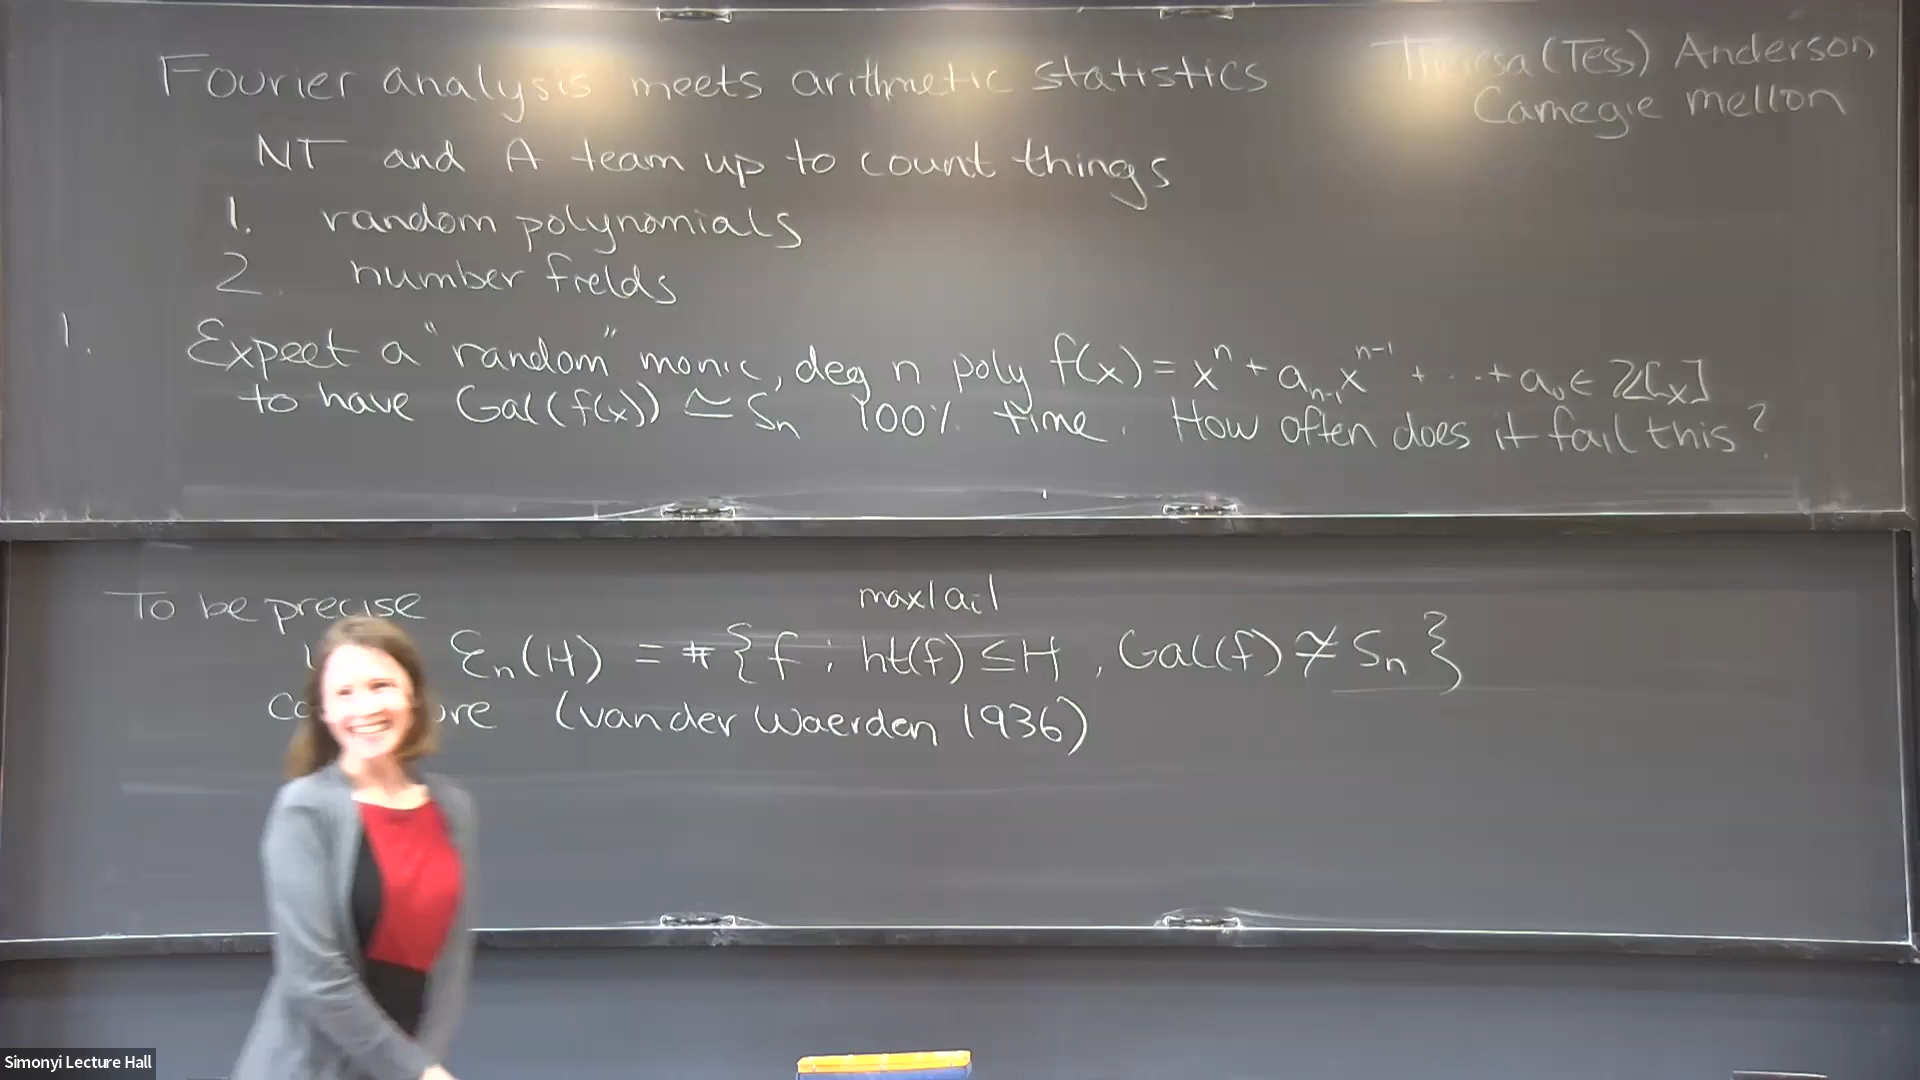 Fourier analysis meets arithmetic statistics
Theresa (Tess) Anderson
Carnegie mellon
NT and A team up to count things
1. random polynomials
2. number fields
1. Expect a "random" monic, deg n poly f(x) = x^n + a_{n-1}x^{n-1} + ... + a_0 ∈ ℤ[x]
to have Gal(f(x)) ≃ S_n 100% time. How often does it fail this?
To be precise
max|a_i|
E_n(H) = #{f : ht(f) ≤ H, Gal(f) ≄ S_n}
(van der Waerden 1936)
Simonyi Lecture Hall